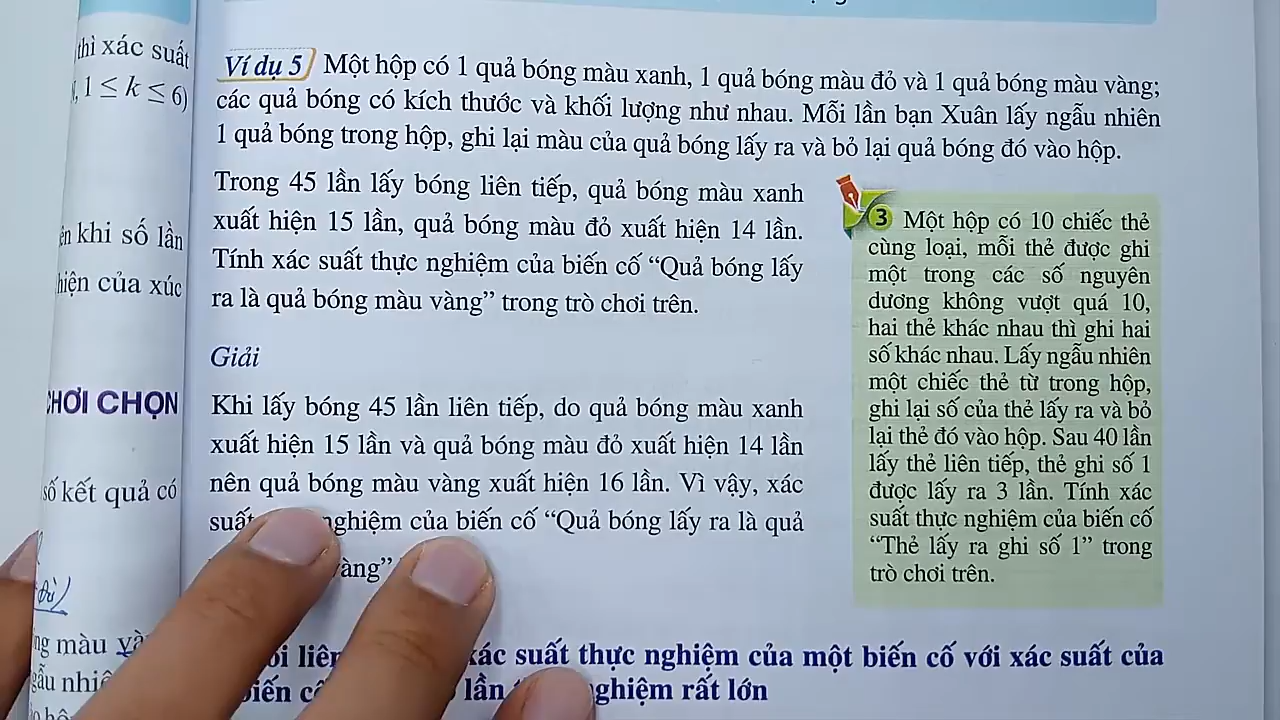 thì xác suất
1 ≤ k ≤ 6)
khi số lần
hiện của xúc
CHƠI CHỌN
số kết quả có
màu
Ví dụ 5 Một hộp có 1 quả bóng màu xanh, 1 quả bóng màu đỏ và 1 quả bóng màu vàng;
các quả bóng có kích thước và khối lượng như nhau. Mỗi lần bạn Xuân lấy ngẫu nhiên
1 quả bóng trong hộp, ghi lại màu của quả bóng lấy ra và bỏ lại quả bóng đó vào hộp.
Trong 45 lần lấy bóng liên tiếp, quả bóng màu xanh
xuất hiện 15 lần, quả bóng màu đỏ xuất hiện 14 lần.
Tính xác suất thực nghiệm của biến cố “Quả bóng lấy
ra là quả bóng màu vàng” trong trò chơi trên.
Giải
Khi lấy bóng 45 lần liên tiếp, do quả bóng màu xanh
xuất hiện 15 lần và quả bóng màu đỏ xuất hiện 14 lần
nên quả bóng màu vàng xuất hiện 16 lần. Vì vậy, xác
suất nghiệm của biến cố “Quả bóng lấy ra là quả
3 Một hộp có 10 chiếc thẻ
cùng loại, mỗi thẻ được ghi
một trong các số nguyên
dương không vượt quá 10,
hai thẻ khác nhau thì ghi hai
số khác nhau. Lấy ngẫu nhiên
một chiếc thẻ từ trong hộp,
ghi lại số của thẻ lấy ra và bỏ
lại thẻ đó vào hộp. Sau 40 lần
lấy thẻ liên tiếp, thẻ ghi số 1
được lấy ra 3 lần. Tính xác
suất thực nghiệm của biến cố
“Thẻ lấy ra ghi số 1” trong
trò chơi trên.
xác suất thực nghiệm của một biến cố với xác suất của
lần nghiệm rất lớn